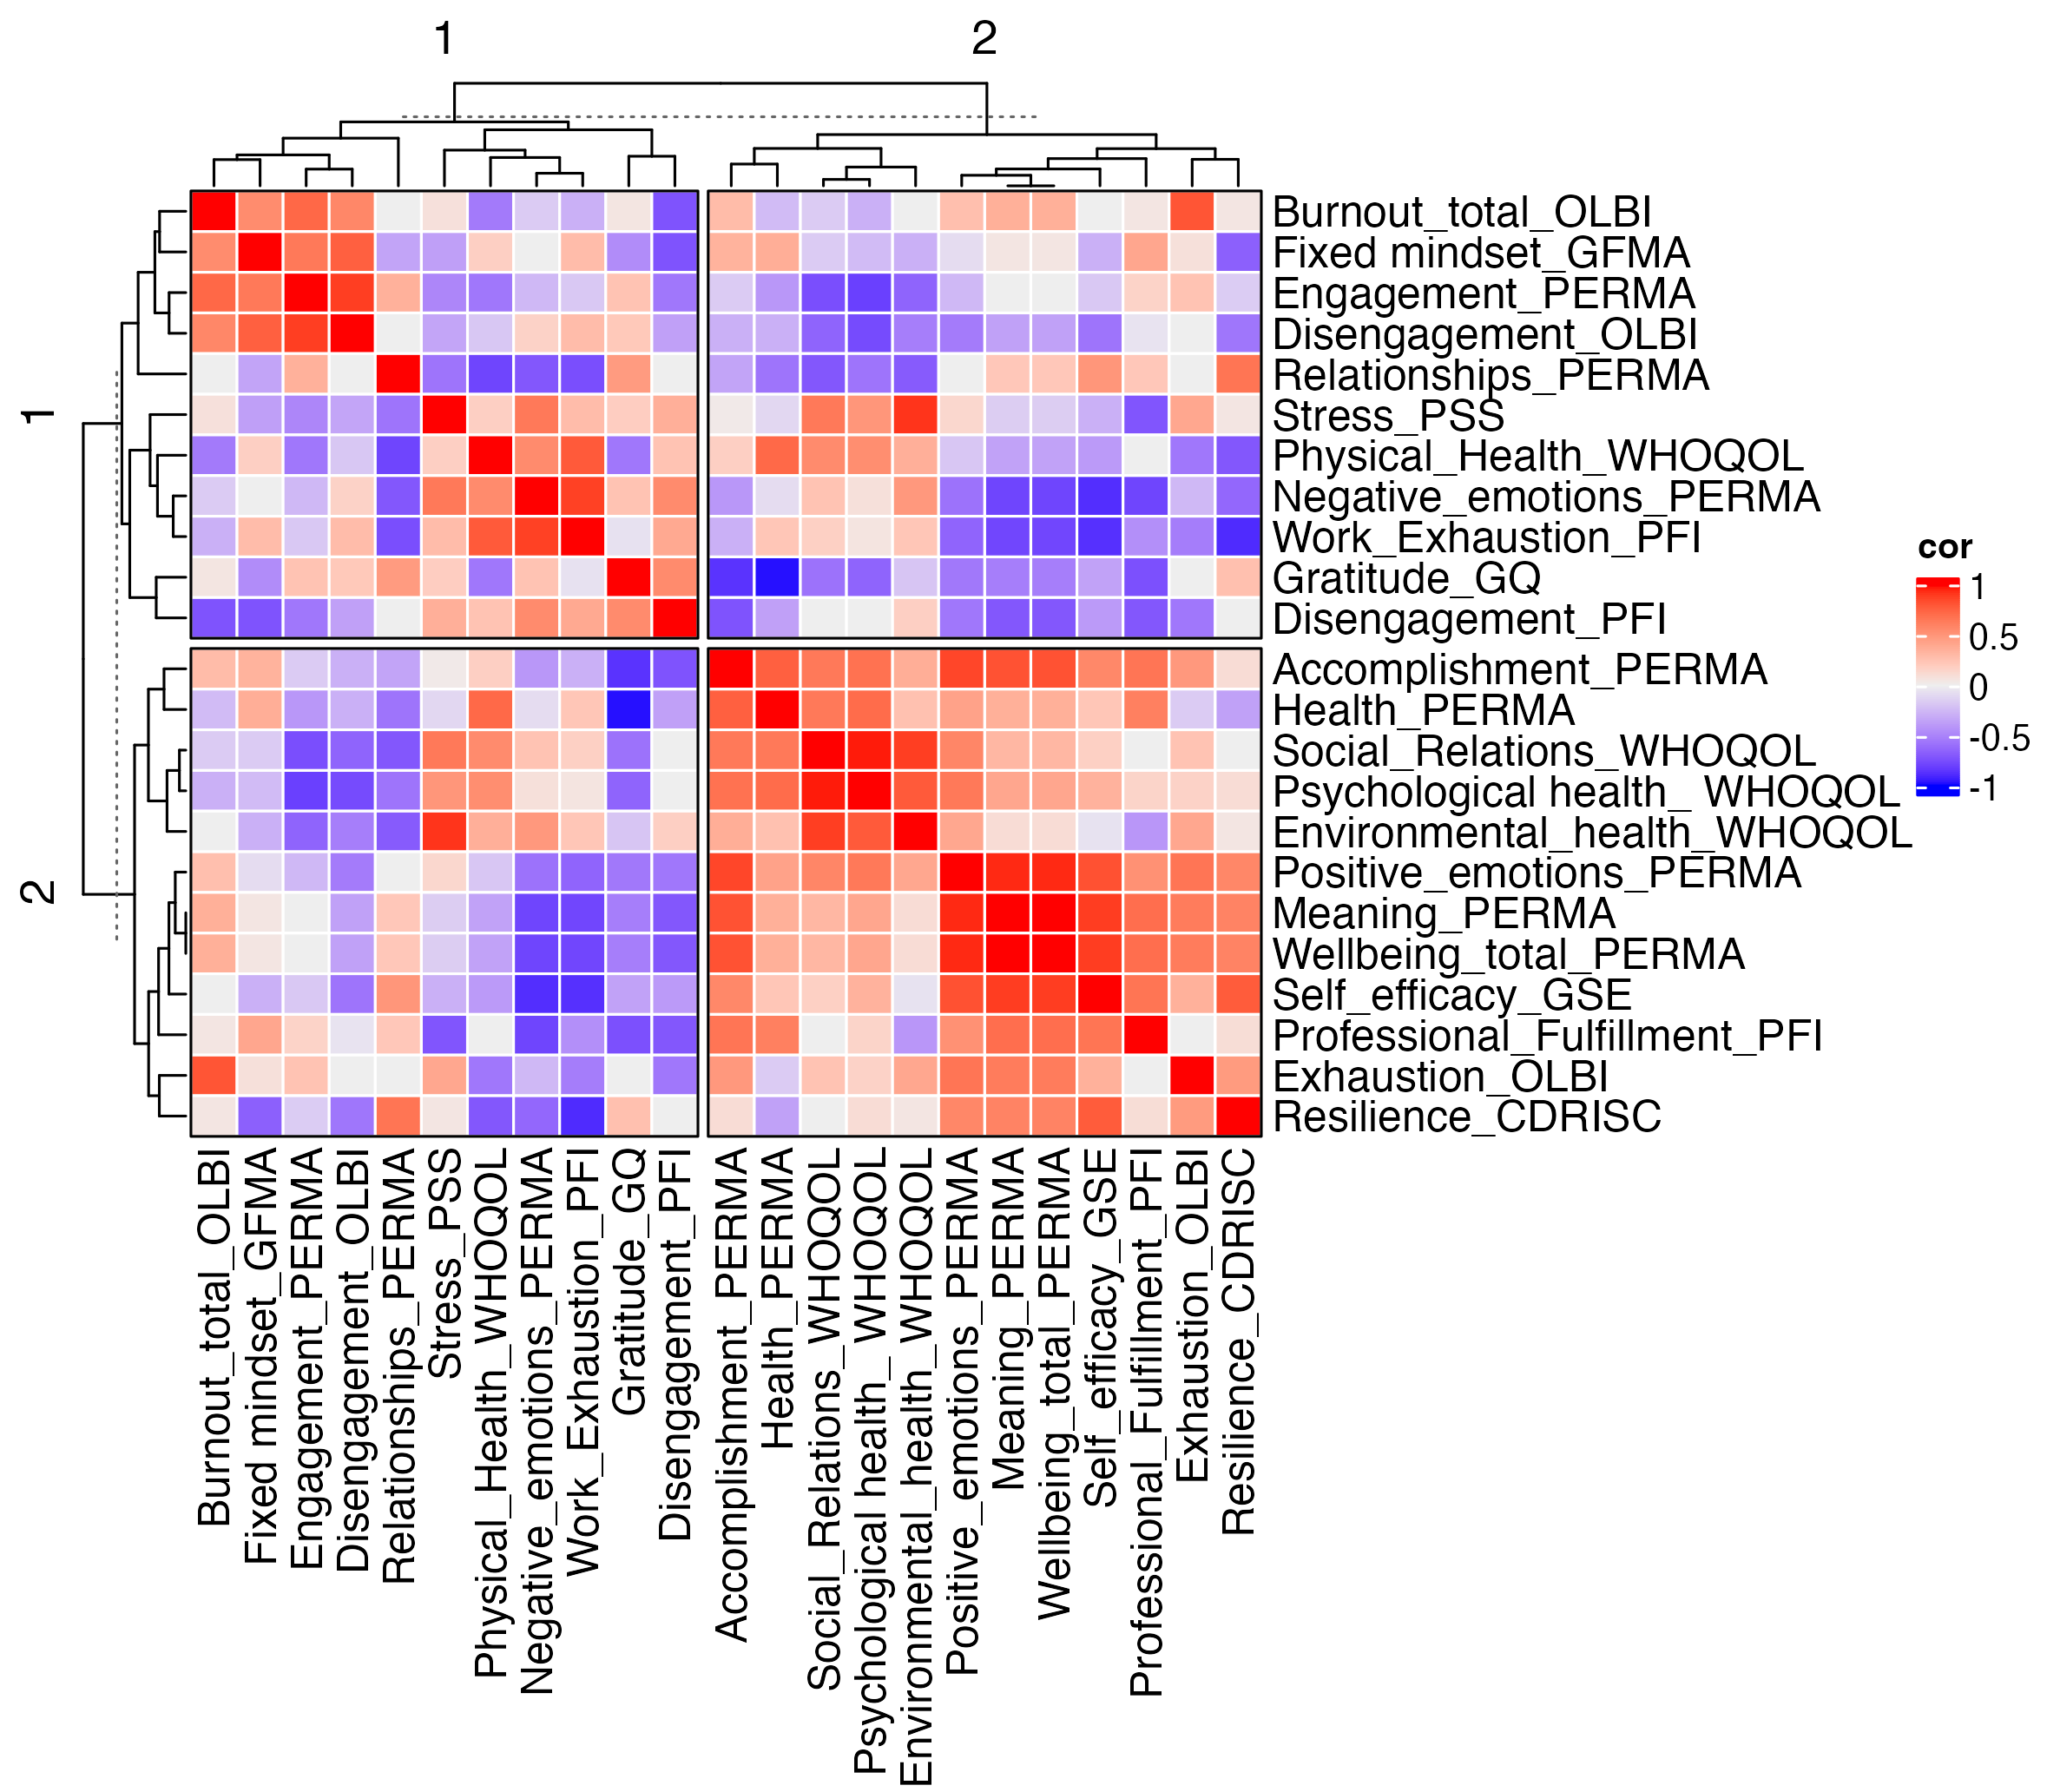 1
2
1
2
Burnout_total_OLBI
Fixed mindset_GFMA
Engagement_PERMA
Disengagement_OLBI
Relationships_PERMA
Stress_PSS
Physical_Health_WHOQOL
Negative_emotions_PERMA
Work_Exhaustion_PFI
Gratitude_GQ
Disengagement_PFI
Accomplishment_PERMA
Health_PERMA
Social_Relations_WHOQOL
Psychological health_ WHOQOL
Environmental_health_WHOQOL
Positive_emotions_PERMA
Meaning_PERMA
Wellbeing_total_PERMA
Self_efficacy_GSE
Professional_Fulfillment_PFI
Exhaustion_OLBI
Resilience_CDRISC
cor
1
0.5
0
-0.5
-1
Burnout_total_OLBI
Fixed mindset_GFMA
Engagement_PERMA
Disengagement_OLBI
Relationships_PERMA
Stress_PSS
Physical_Health_WHOQOL
Negative_emotions_PERMA
Work_Exhaustion_PFI
Gratitude_GQ
Disengagement_PFI
Accomplishment_PERMA
Health_PERMA
Social_Relations_WHOQOL
Psychological health_ WHOQOL
Environmental_health_WHOQOL
Positive_emotions_PERMA
Meaning_PERMA
Wellbeing_total_PERMA
Self_efficacy_GSE
Professional_Fulfillment_PFI
Exhaustion_OLBI
Resilience_CDRISC